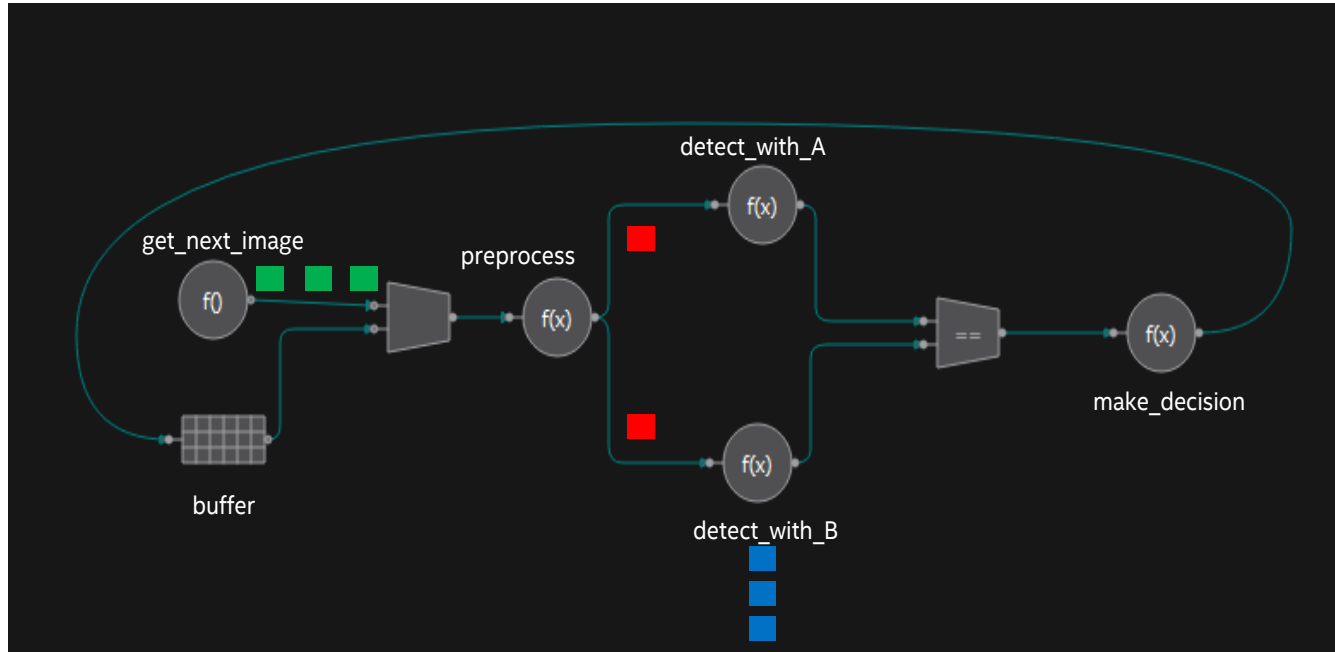 detect_with_A
get_next_image
preprocess
f(x)
f()
f(x)
==
f(x)
make_decision
f(x)
buffer
detect_with_B